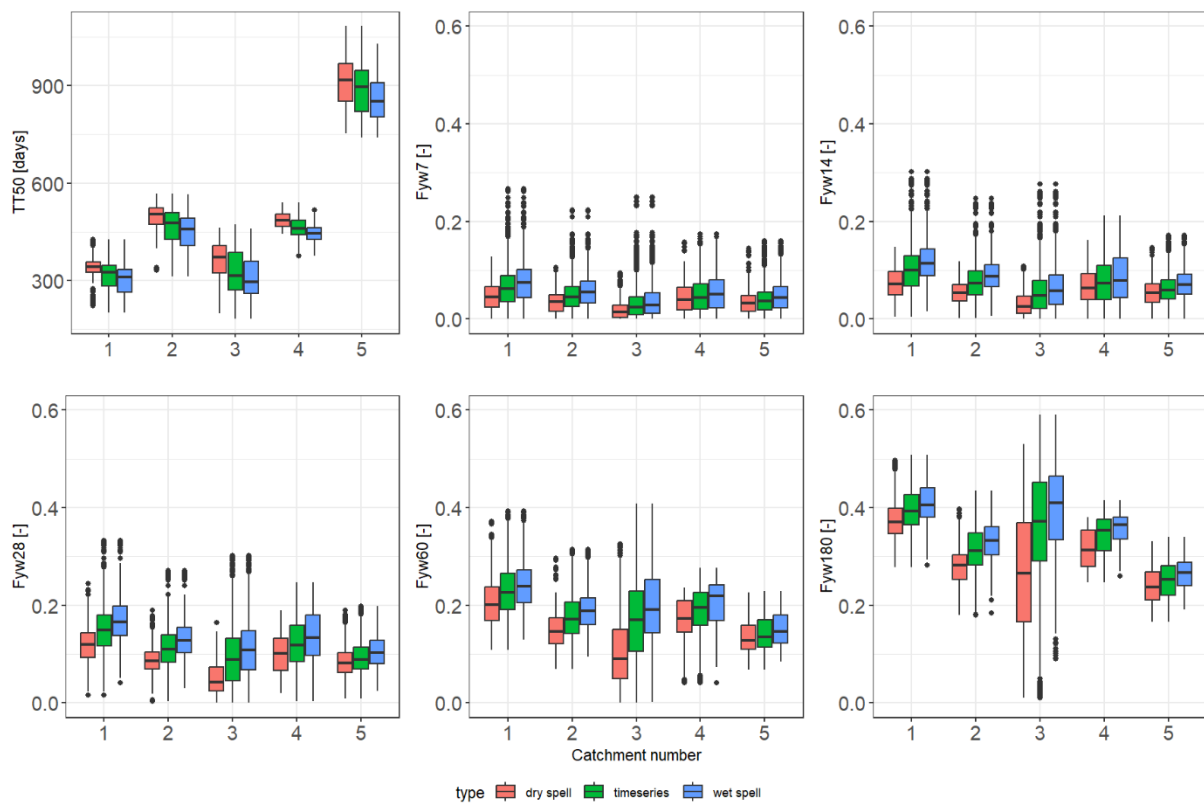 TT50 [days]
900
600
300
1 2 3 4 5
Fyw7 [-]
0.6
0.4
0.2
0.0
1 2 3 4 5
Fyw14 [-]
0.6
0.4
0.2
0.0
1 2 3 4 5
Fyw28 [-]
0.6
0.4
0.2
0.0
1 2 3 4 5
Fyw60 [-]
0.6
0.4
0.2
0.0
1 2 3 4 5
Fyw180 [-]
0.6
0.4
0.2
0.0
1 2 3 4 5
Catchment number
type dry spell timeseries wet spell